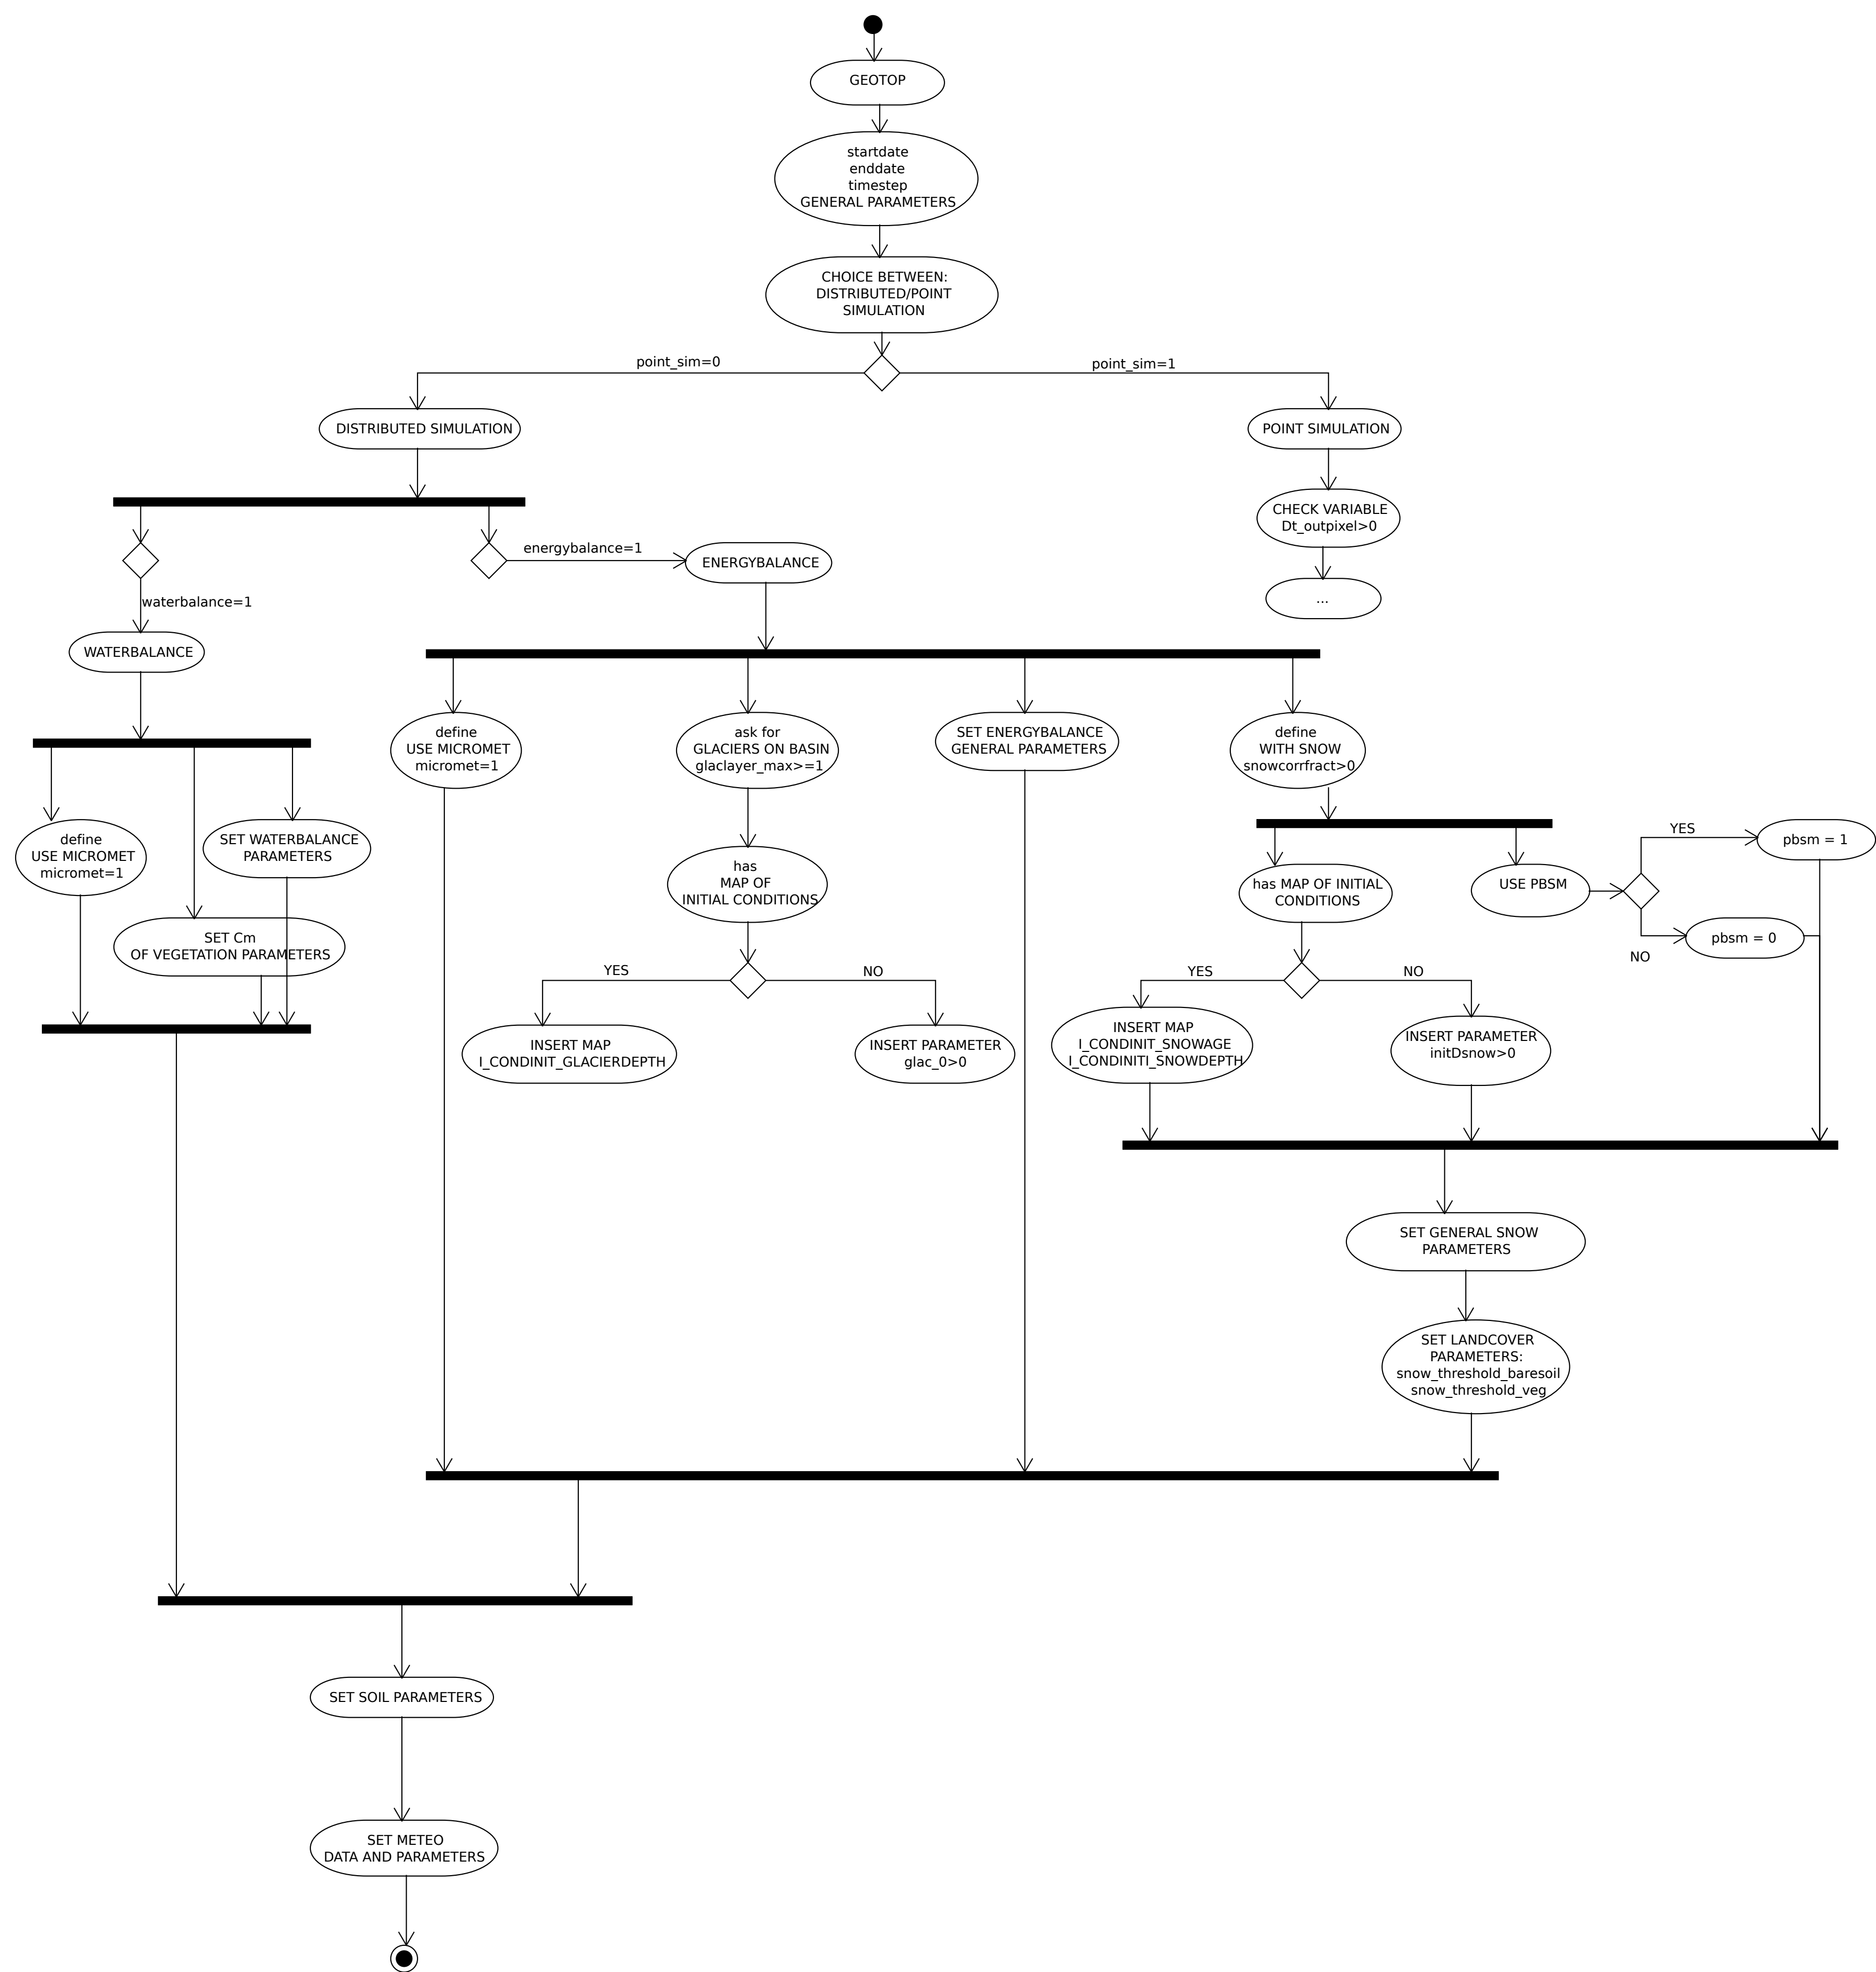 GEOTOP
startdate
enddate
timestep
GENERAL PARAMETERS
CHOICE BETWEEN:
DISTRIBUTED/POINT
SIMULATION
point_sim=0
point_sim=1
DISTRIBUTED SIMULATION
POINT SIMULATION
CHECK VARIABLE
Dt_outpixel>0
...
energybalance=1
ENERGYBALANCE
waterbalance=1
WATERBALANCE
define
USE MICROMET
micromet=1
SET WATERBALANCE
PARAMETERS
SET Cm
OF VEGETATION PARAMETERS
define
USE MICROMET
micromet=1
ask for
GLACIERS ON BASIN
glaclayer_max>=1
SET ENERGYBALANCE
GENERAL PARAMETERS
define
WITH SNOW
snowcorrfract>0
has
MAP OF
INITIAL CONDITIONS
YES
NO
INSERT MAP
I_CONDINIT_GLACIERDEPTH
INSERT PARAMETER
glac_0>0
has MAP OF INITIAL
CONDITIONS
USE PBSM
YES
pbsm = 1
NO
pbsm = 0
YES
NO
INSERT MAP
I_CONDINIT_SNOWAGE
I_CONDINITI_SNOWDEPTH
INSERT PARAMETER
initDsnow>0
SET GENERAL SNOW
PARAMETERS
SET LANDCOVER
PARAMETERS:
snow_threshold_baresoil
snow_threshold_veg
SET SOIL PARAMETERS
SET METEO
DATA AND PARAMETERS